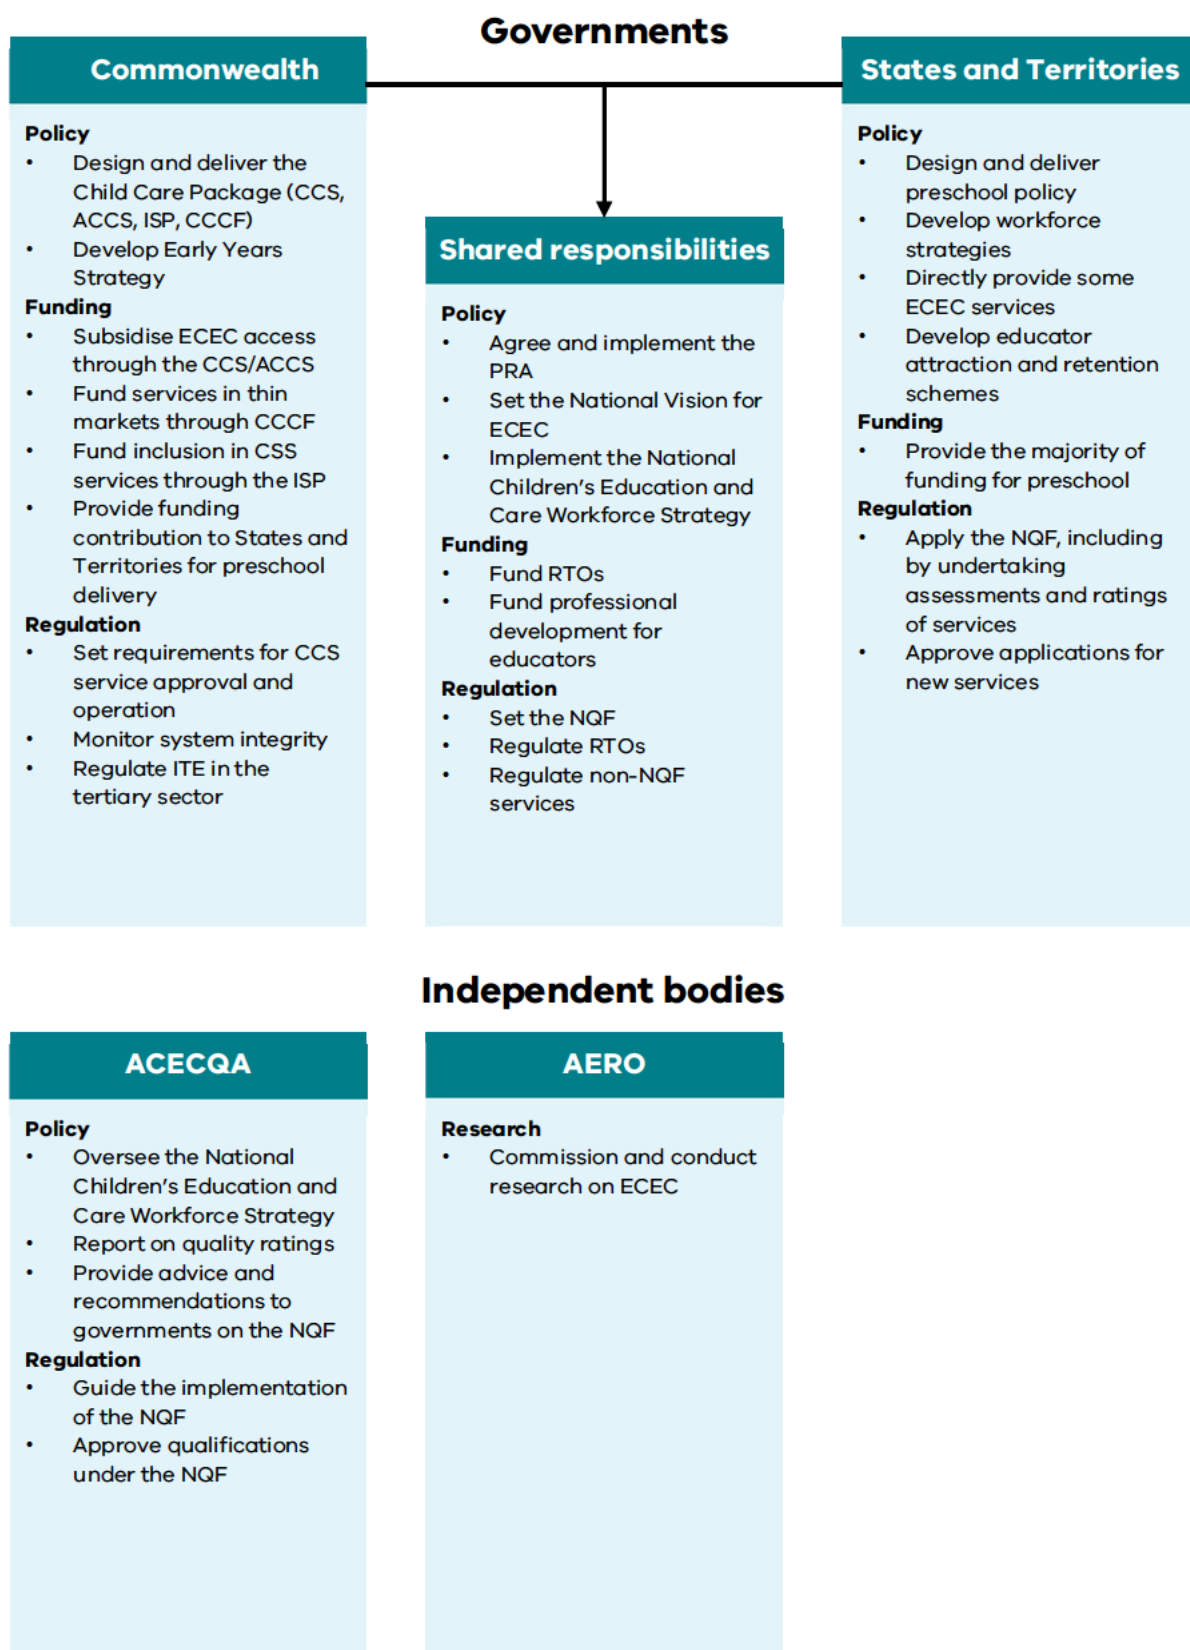 Governments
Commonwealth
Policy
• Design and deliver the
Child Care Package (CCS,
ACCS, ISP, CCCF)
• Develop Early Years
Strategy
Funding
• Subsidise ECEC access
through the CCS/ACCS
• Fund services in thin
markets through CCCF
• Fund inclusion in CSS
services through the ISP
• Provide funding
contribution to States and
Territories for preschool
delivery
Regulation
• Set requirements for CCS
service approval and
operation
• Monitor system integrity
• Regulate ITE in the
tertiary sector
Shared responsibilities
Policy
• Agree and implement the
PRA
• Set the National Vision for
ECEC
• Implement the National
Children's Education and
Care Workforce Strategy
Funding
• Fund RTOs
• Fund professional
development for
educators
Regulation
• Set the NQF
• Regulate RTOs
• Regulate non-NQF
services
States and Territories
Policy
• Design and deliver
preschool policy
• Develop workforce
strategies
• Directly provide some
ECEC services
• Develop educator
attraction and retention
schemes
Funding
• Provide the majority of
funding for preschool
Regulation
• Apply the NQF, including
by undertaking
assessments and ratings
of services
• Approve applications for
new services
Independent bodies
ACECQA
Policy
• Oversee the National
Children's Education and
Care Workforce Strategy
• Report on quality ratings
• Provide advice and
recommendations to
governments on the NQF
Regulation
• Guide the implementation
of the NQF
• Approve qualifications
under the NQF
AERO
Research
• Commission and conduct
research on ECEC